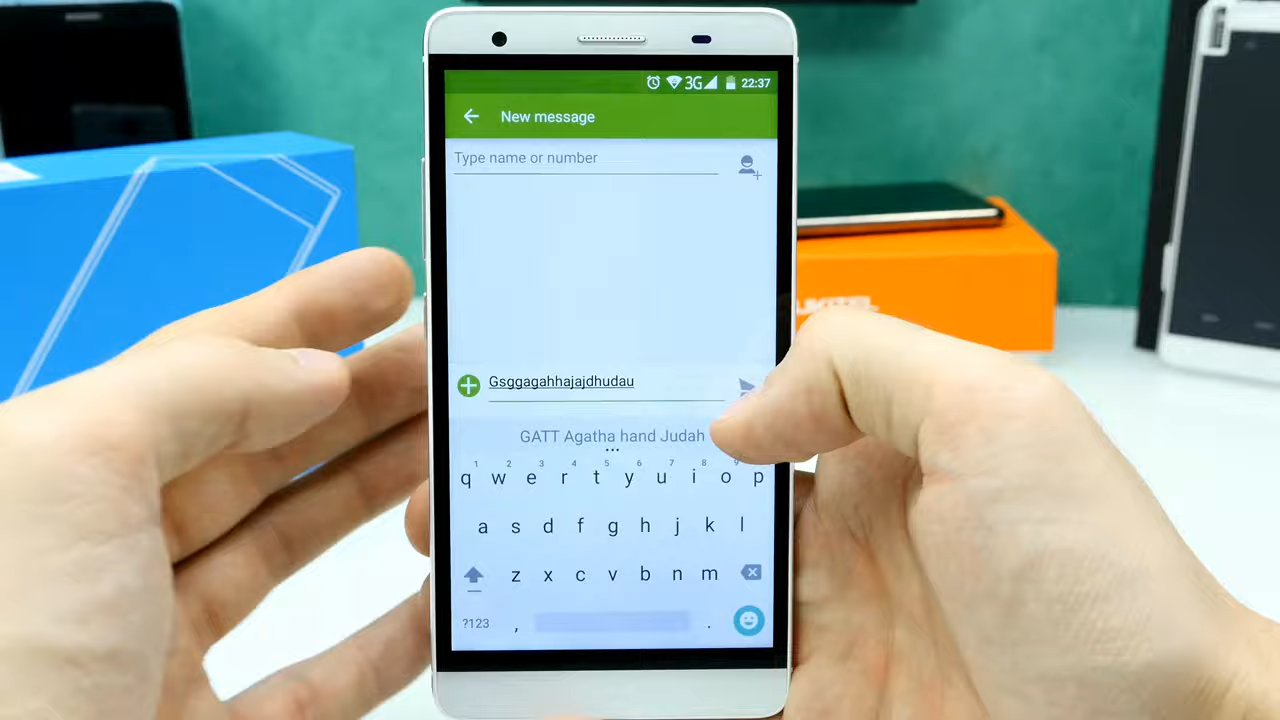 3G 22:37
New message
Type name or number
Gsggagahhajajdhudau
GATT Agatha hand Judah
...
1 2 3 4 5 6 7 8 9
q w e r t y u i o p
a s d f g h j k l
z x c v b n m
?123 , .